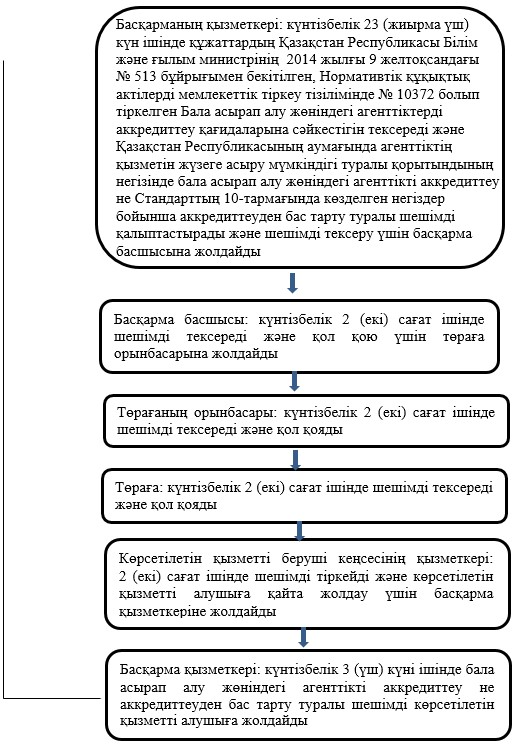 Басқарманың қызметкері: күнтізбелік 23 (жиырма үш)
күн ішінде құжаттардың Қазақстан Республикасы Білім
және ғылым министрінің 2014 жылғы 9 желтоқсандағы
№ 513 бұйрығымен бекітілген, Нормативтік құқықтық
актілерді мемлекеттік тіркеу тізілімінде № 10372 болып
тіркелген Бала асырап алу жөніндегі агенттіктерді
аккредиттеу қағидаларына сәйкестігін тексереді және
Қазақстан Республикасының аумағында агенттіктің
қызметін жүзеге асыру мүмкіндігі туралы қорытындының
негізінде бала асырап алу жөніндегі агенттікті аккредиттеу
не Стандарттың 10-тармағында көзделген негіздер
бойынша аккредиттеуден бас тарту туралы шешімді
қалыптастырады және шешімді тексеру үшін басқарма
басшысына жолдайды
Басқарма басшысы: күнтізбелік 2 (екі) сағат ішінде
шешімді тексереді және қол қою үшін төраға
орынбасарына жолдайды
Төрағаның орынбасары: күнтізбелік 2 (екі) сағат ішінде
шешімді тексереді және қол қояды
Төраға: күнтізбелік 2 (екі) сағат ішінде шешімді тексереді
және қол қояды
Көрсетілетін қызметті беруші кеңсесінің қызметкері:
2 (екі) сағат ішінде шешімді тіркейді және көрсетілетін
қызметті алушыға қайта жолдау үшін басқарма
қызметкеріне жолдайды
Басқарма қызметкері: күнтізбелік 3 (үш) күні ішінде бала
асырап алу жөніндегі агенттікті аккредиттеу не
аккредиттеуден бас тарту туралы шешімді көрсетілетін
қызметті алушыға жолдайды